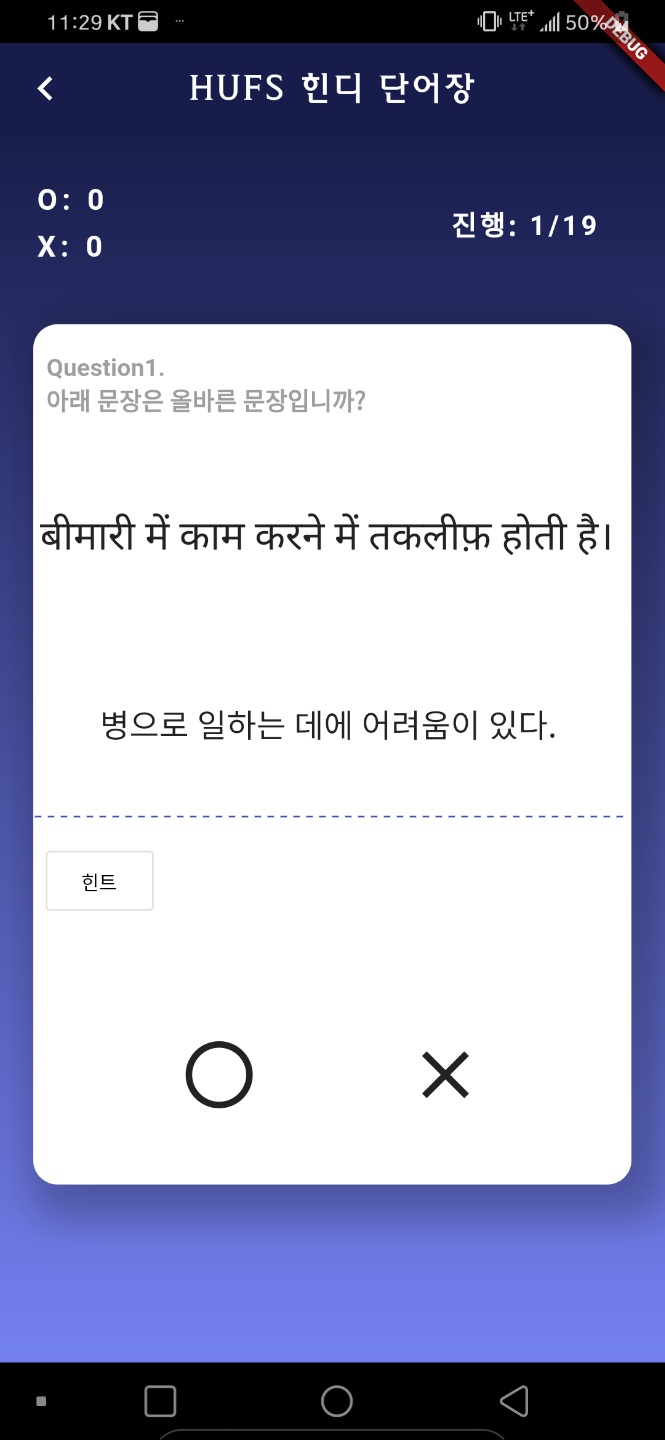 11:29 KT
LTE+ 50%
DEBUG
HUFS 힌디 단어장
O: 0
X: 0
진행: 1/19
Question1.
아래 문장은 올바른 문장입니까?
बीमारी में काम करने में तकलीफ़ होती है।
병으로 일하는 데에 어려움이 있다.
힌트